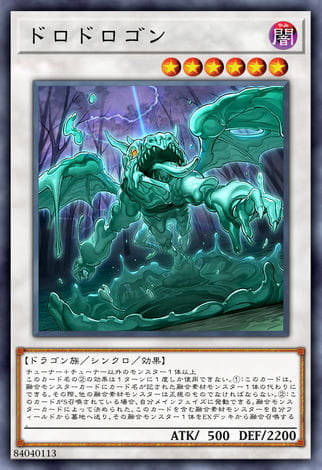 ドロドロゴン
やみ
闇
【ドラゴン族／シンクロ／効果】
チューナー＋チューナー以外のモンスター1体以上
このカード名の②の効果は1ターンに1度しか使用できない。①：このカードは、
融合モンスターカードにカード名が記された融合素材モンスター1体の代わりに
できる。その際、他の融合素材モンスターは正規のものでなければならない。②：こ
のカードがS召喚されている場合、自分メインフェイズに発動できる。融合モンス
ターカードによって決められた、このカードを含む融合素材モンスターを自分フ
ィールドから墓地へ送り、その融合モンスター1体をEXデッキから融合召喚する
ATK/ 500 DEF/2200
84040113